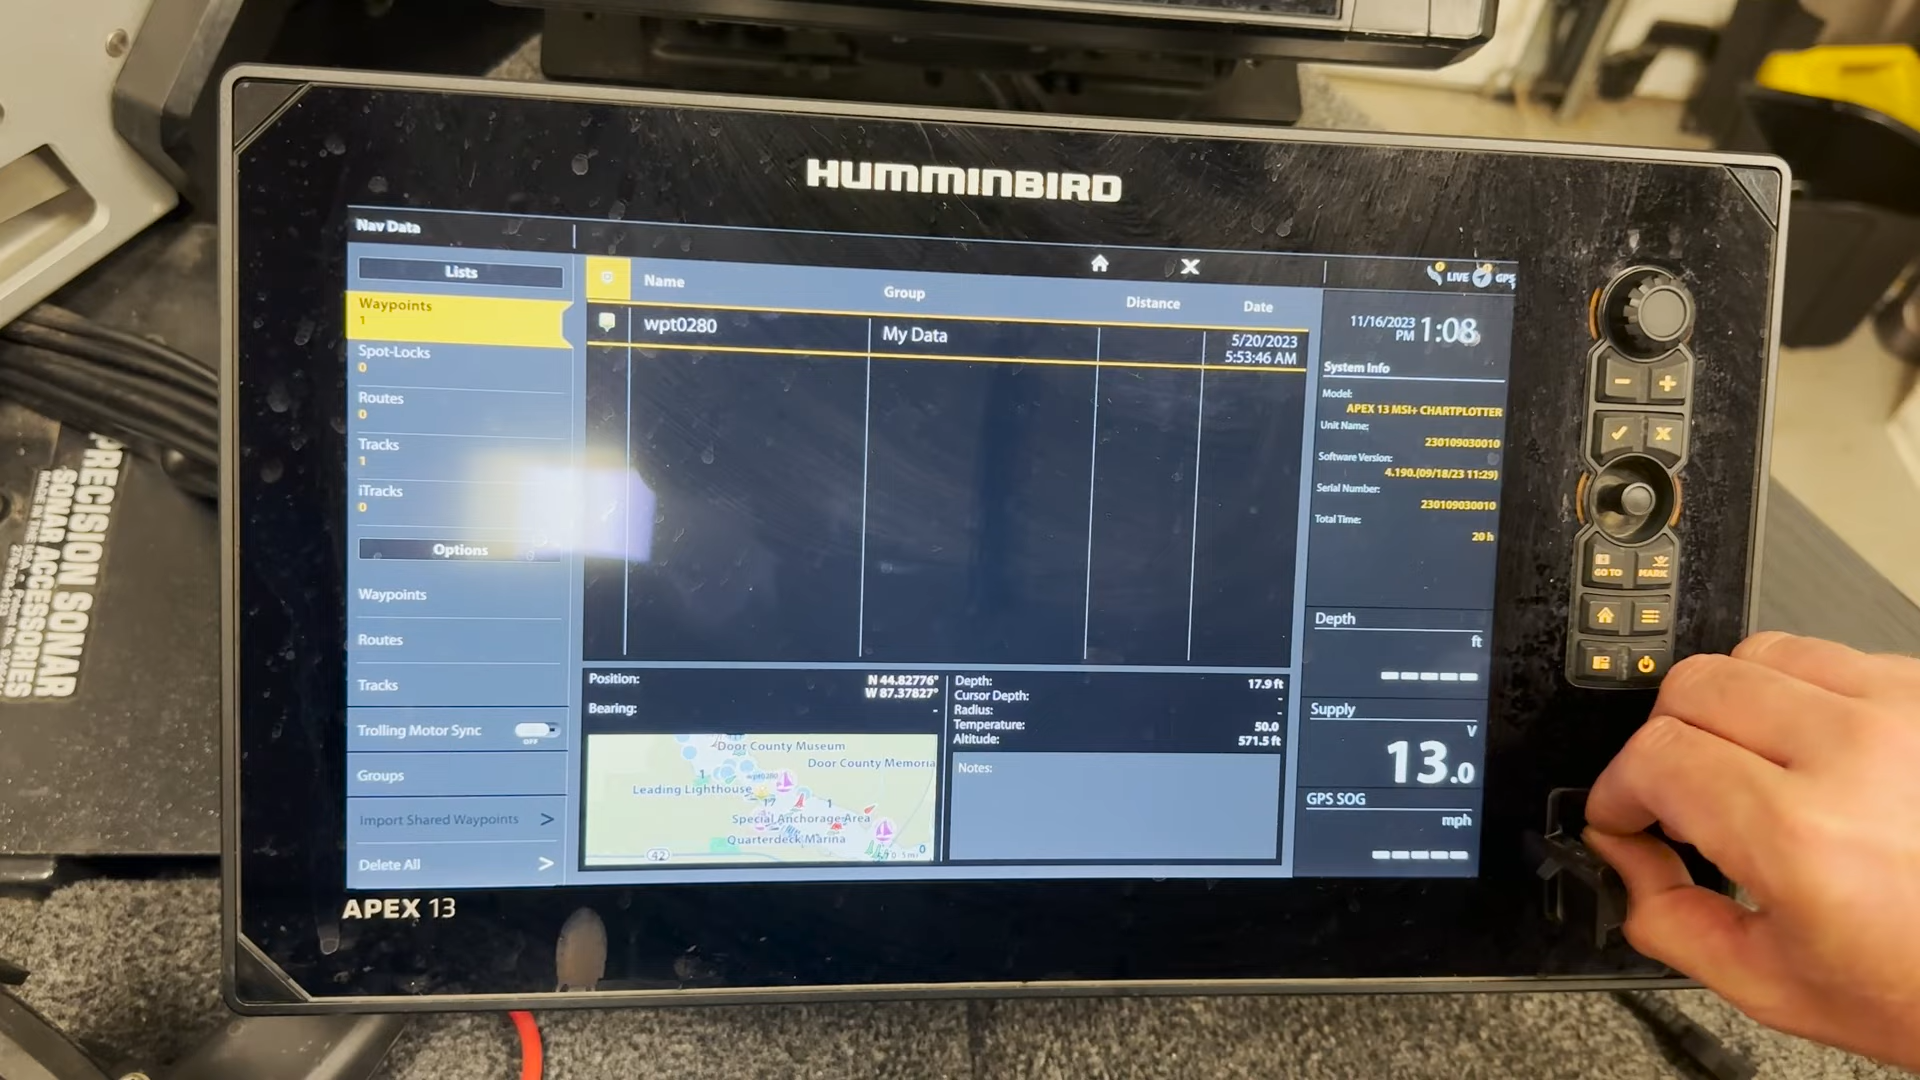 HUMMINBIRD
Nav Data
Lists
Waypoints
1
Spot-Locks
0
Routes
0
Tracks
1
iTracks
0
Options
Waypoints
Routes
Tracks
Trolling Motor Sync
OFF
Groups
Import Shared Waypoints >
Delete All >
Name Group Distance Date
wpt0280 My Data 5/20/2023
5:53:46 AM
Position: N 44.82776°
W 87.37827°
Bearing: -
Door County Museum
Door County Memoria
1
wpt0280
Leading Lighthouse
17 1
Special Anchorage Area
Quarterdeck Marina
42
Depth: 17.9 ft
Cursor Depth: -
Radius: -
Temperature: 50.0
Altitude: 571.5 ft
Notes:
LIVE GPS
11/16/2023
PM 1:08
System Info
Model:
APEX 13 MSI+ CHARTPLOTTER
Unit Name:
230109030010
Software Version:
4.190.(09/18/23 11:29)
Serial Number:
230109030010
Total Time:
20 h
Depth
ft
-----
Supply
V
13.0
GPS SOG
mph
-----
APEX 13
GO TO
MARK
PRECISION SONAR
SONAR ACCESSORIES